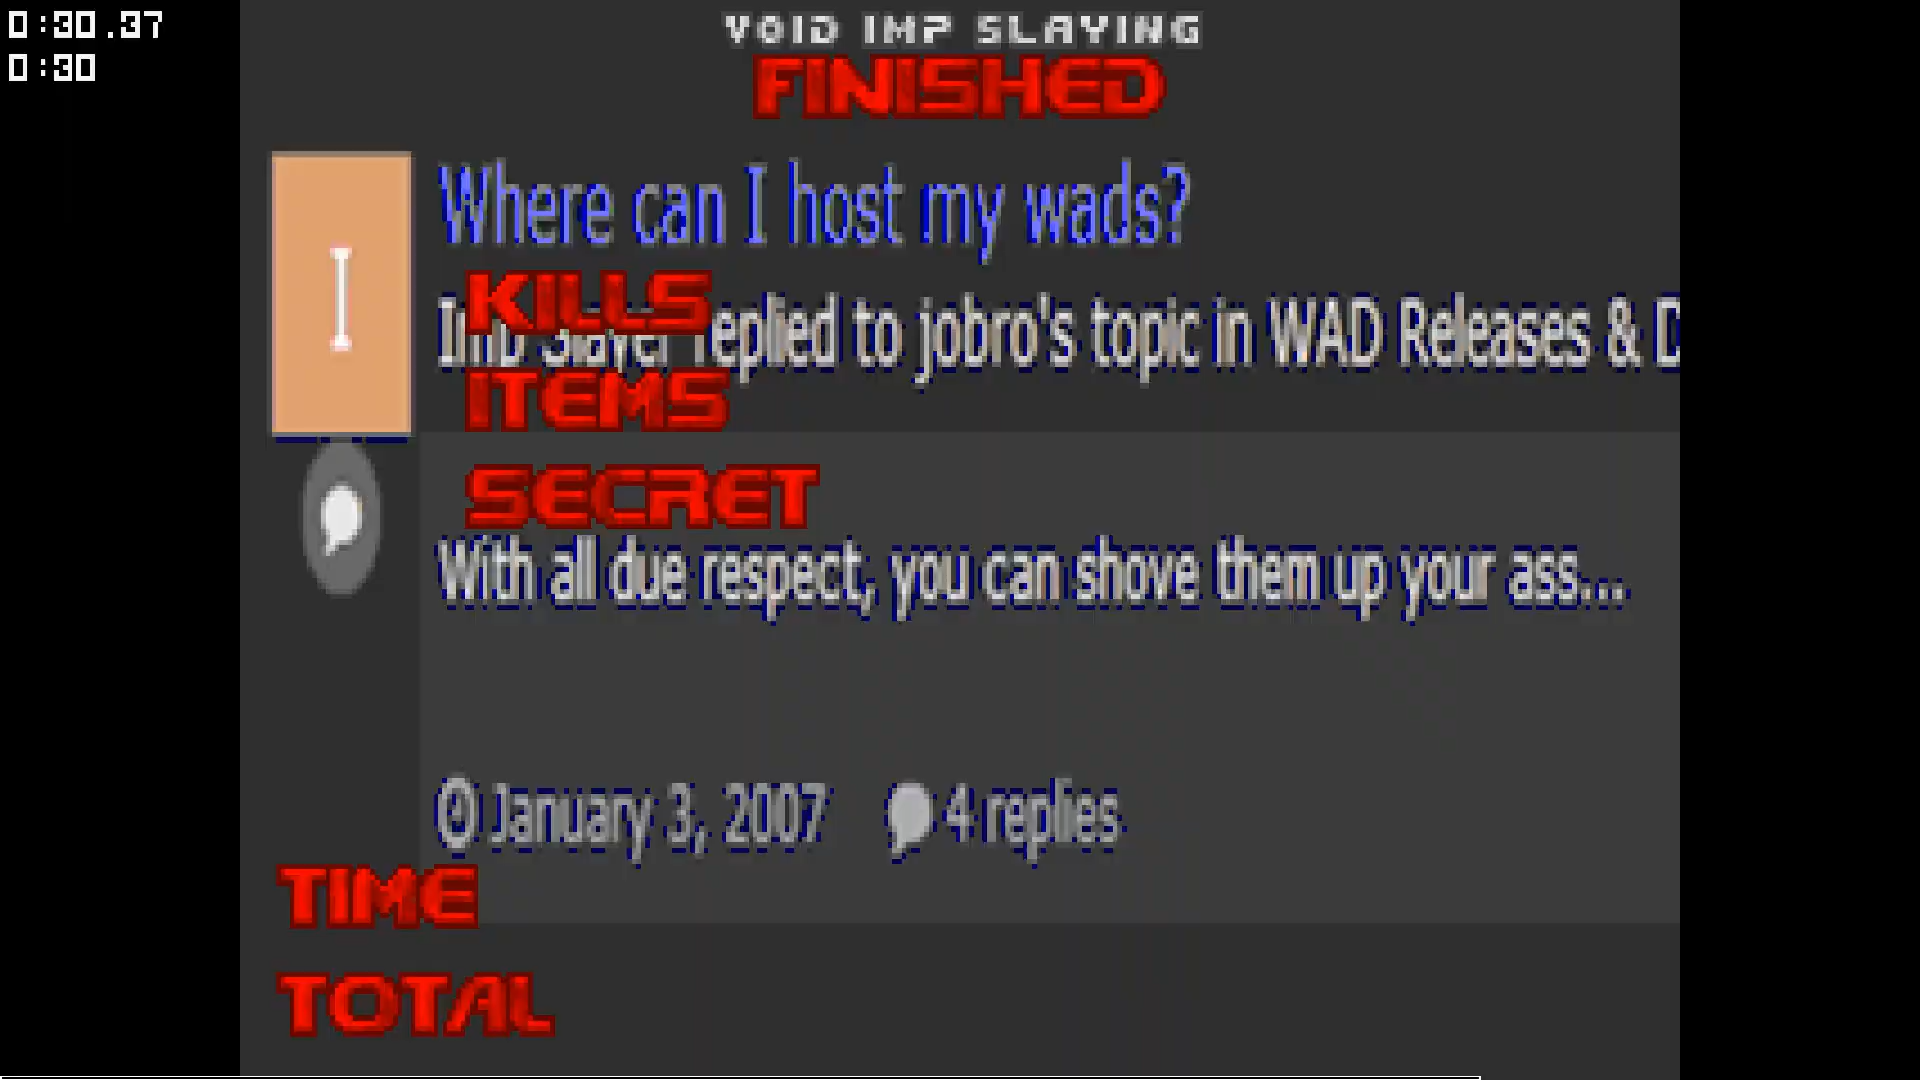 0:30.37
0:30
VOID IMP SLAYING
FINISHED
I
Where can I host my wads?
KILLS
Imp Slayer replied to jobro's topic in WAD Releases & D
ITEMS
SECRET
With all due respect, you can shove them up your ass...
January 3, 2007 4 replies
TIME
TOTAL